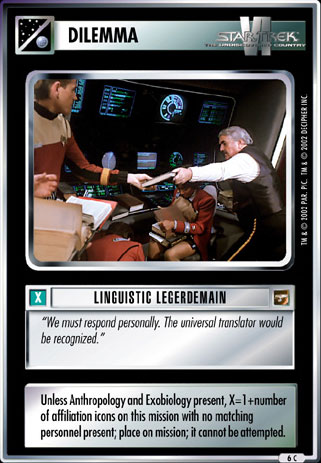 DILEMMA
VI
STAR TREK
THE UNDISCOVERED COUNTRY
TM & © 2002 PAR. PIC. TM & © 2002 DECIPHER INC.
X
LINGUISTIC LEGERDEMAIN
“We must respond personally. The universal translator would
be recognized.”
Unless Anthropology and Exobiology present, X=1+number
of affiliation icons on this mission with no matching
personnel present; place on mission; it cannot be attempted.
6 C